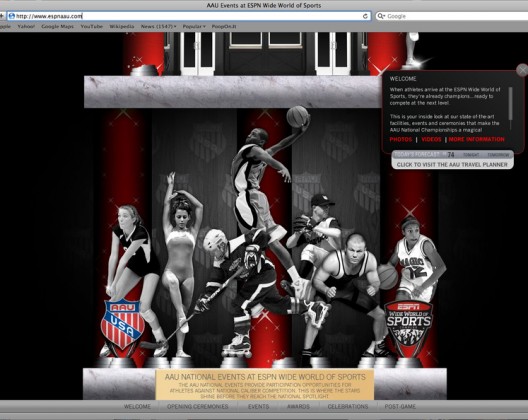 AAU Events at ESPN Wide World of Sports
http://www.espnaau.com
Google
Apple Yahoo! Google Maps YouTube Wikipedia News (1347) Popular
WELCOME
When athletes arrive at the ESPN Wide World of
Sports, they're already champions...ready to
compete at the next level.
This is your inside look at our state-of-the-art
facilities, events and ceremonies that make the
AAU National Championships a magical
PHOTOS | VIDEOS | MORE INFORMATION
TODAY'S FORECAST 74 TONIGHT TOMORROW
CLICK TO VISIT THE AAU TRAVEL PLANNER
AAU
USA
ESPN
WIDE WORLD OF
SPORTS
AAU NATIONAL EVENTS AT ESPN WIDE WORLD OF SPORTS
THE AAU NATIONAL EVENTS PROVIDE PARTICIPATION OPPORTUNITIES FOR
ATHLETES AGAINST NATIONAL CALIBER COMPETITION. THIS IS WHERE THE STARS
SHINE BEFORE THEY REACH THE NATIONAL SPOTLIGHT
WELCOME OPENING CEREMONIES EVENTS AWARDS CELEBRATIONS POST-GAME